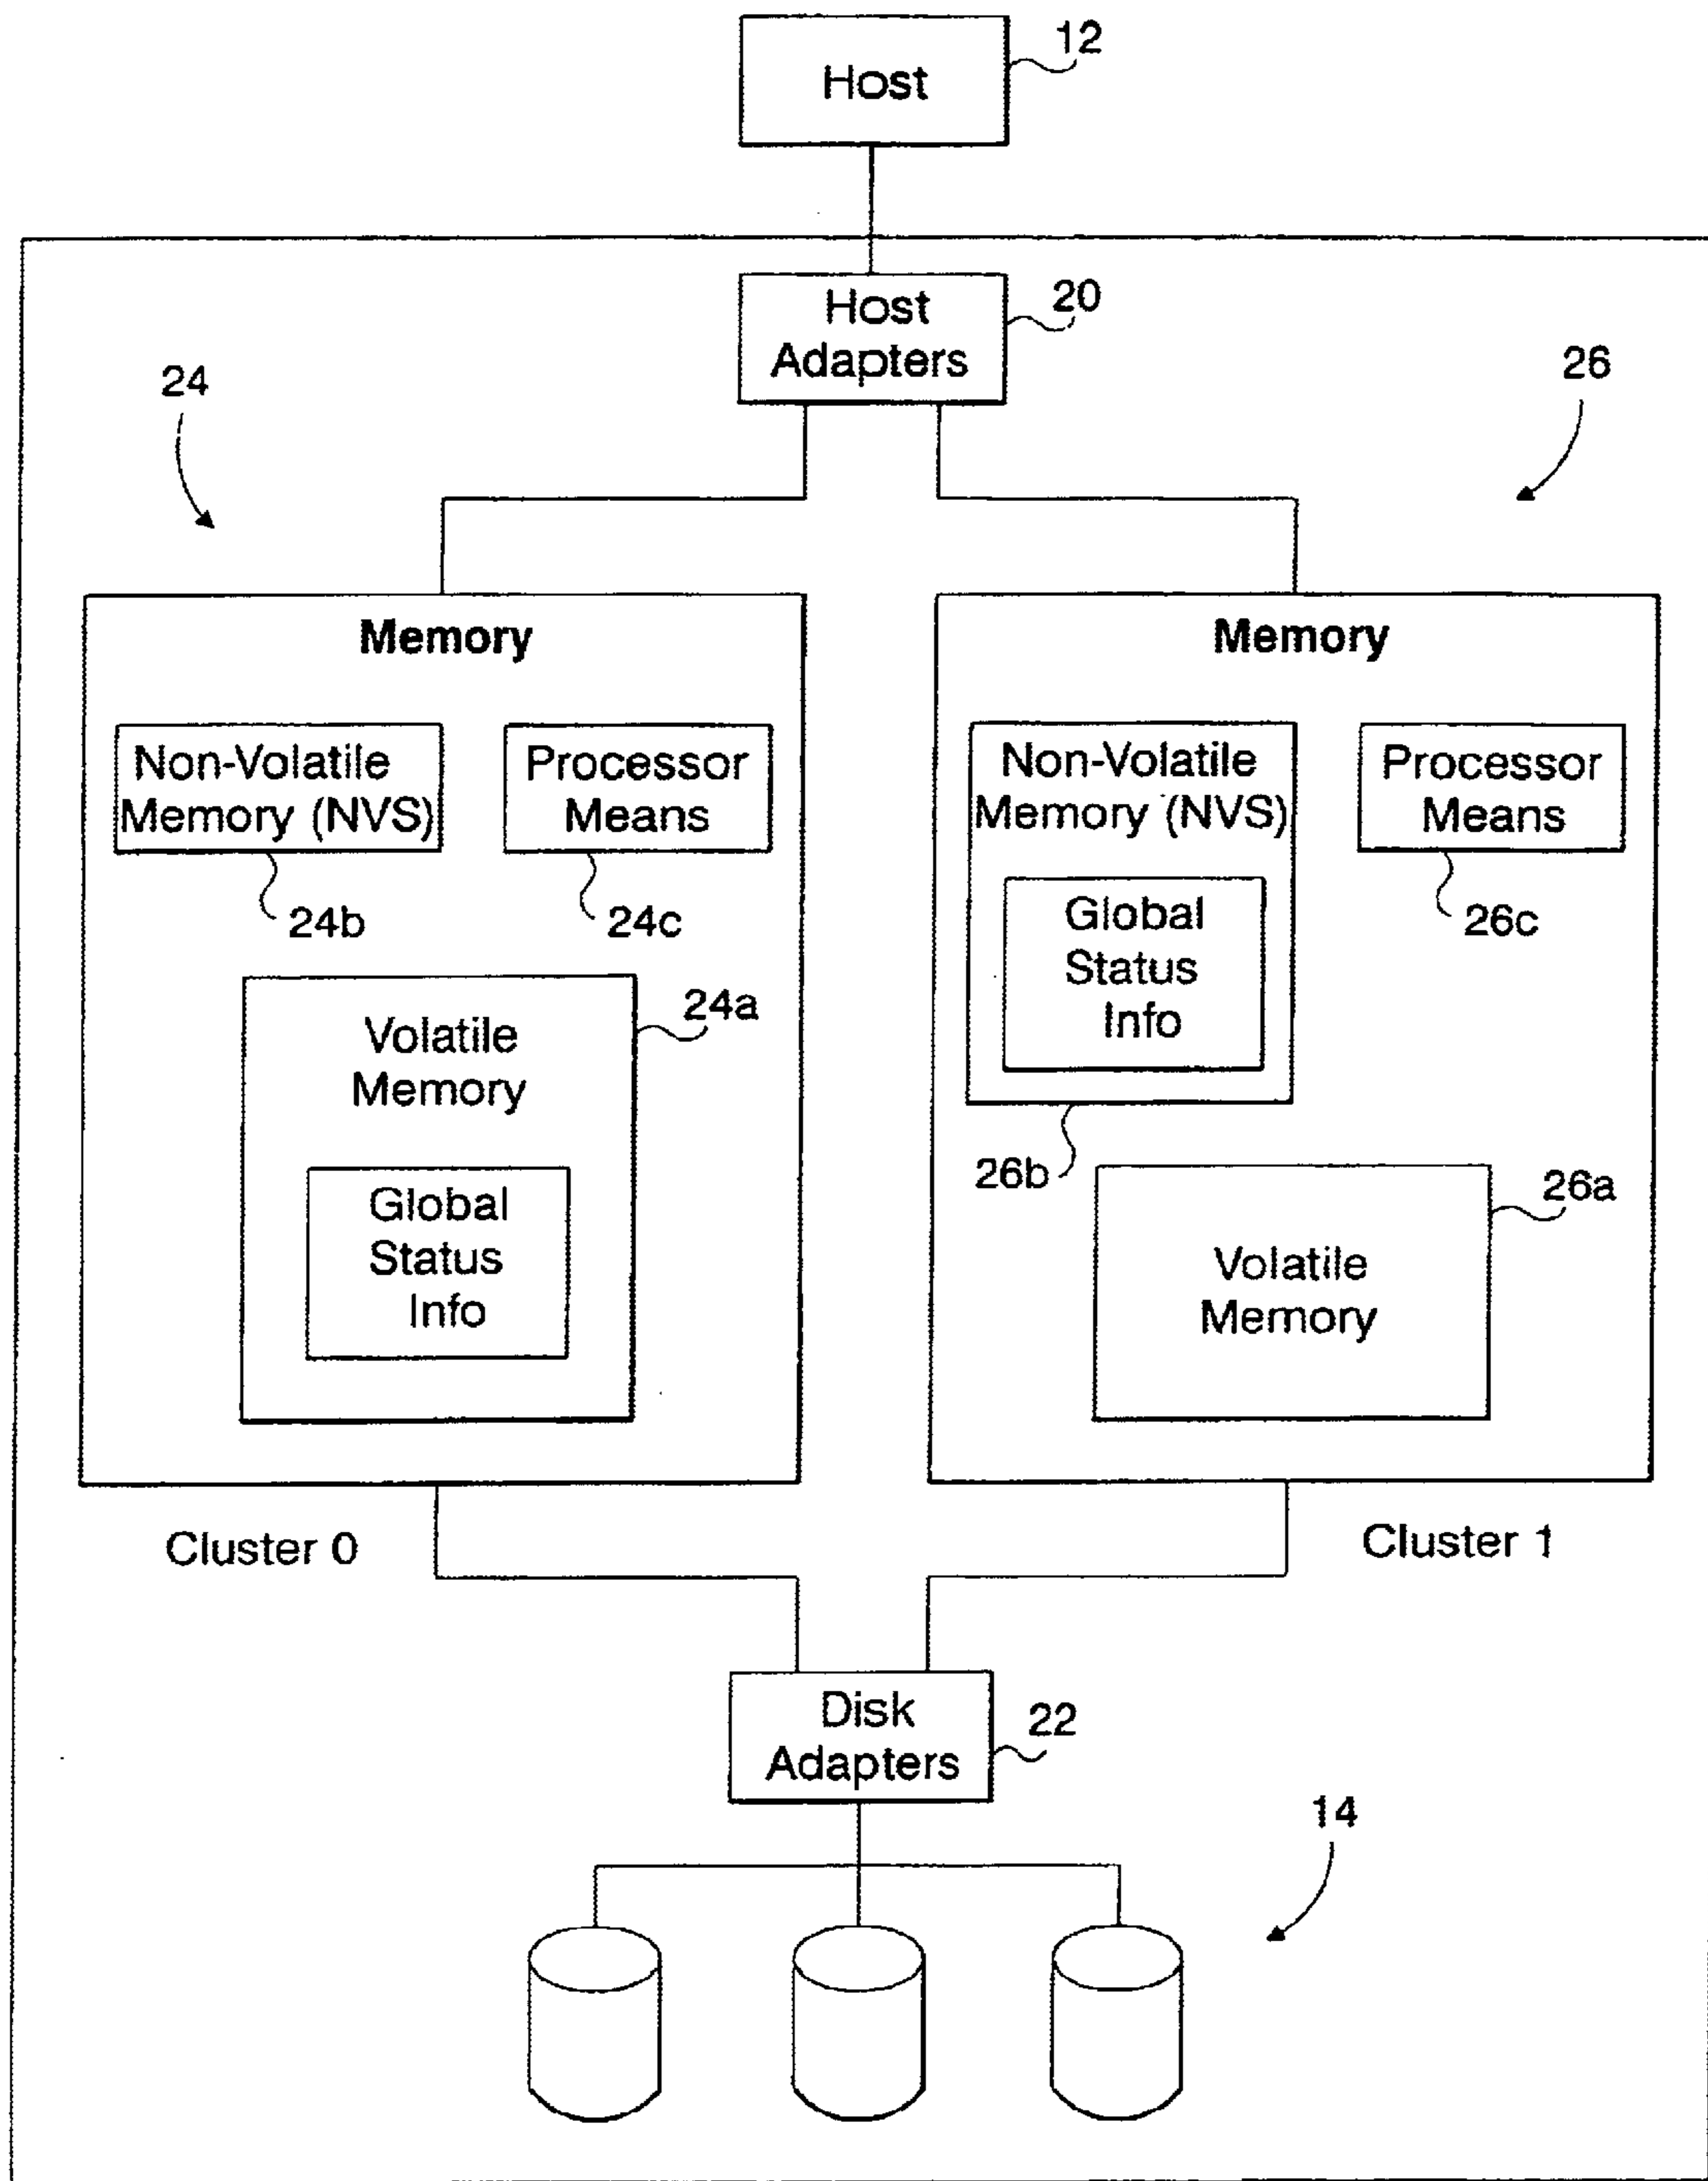 12
Host
20
Host
Adapters
24
26
Memory
Non-Volatile
Memory (NVS)
Processor
Means
24b
24c
24a
Volatile
Memory
Global
Status
Info
Cluster 0
Memory
Non-Volatile
Memory (NVS)
Processor
Means
Global
Status
Info
26c
26b
26a
Volatile
Memory
Cluster 1
Disk
Adapters
22
14